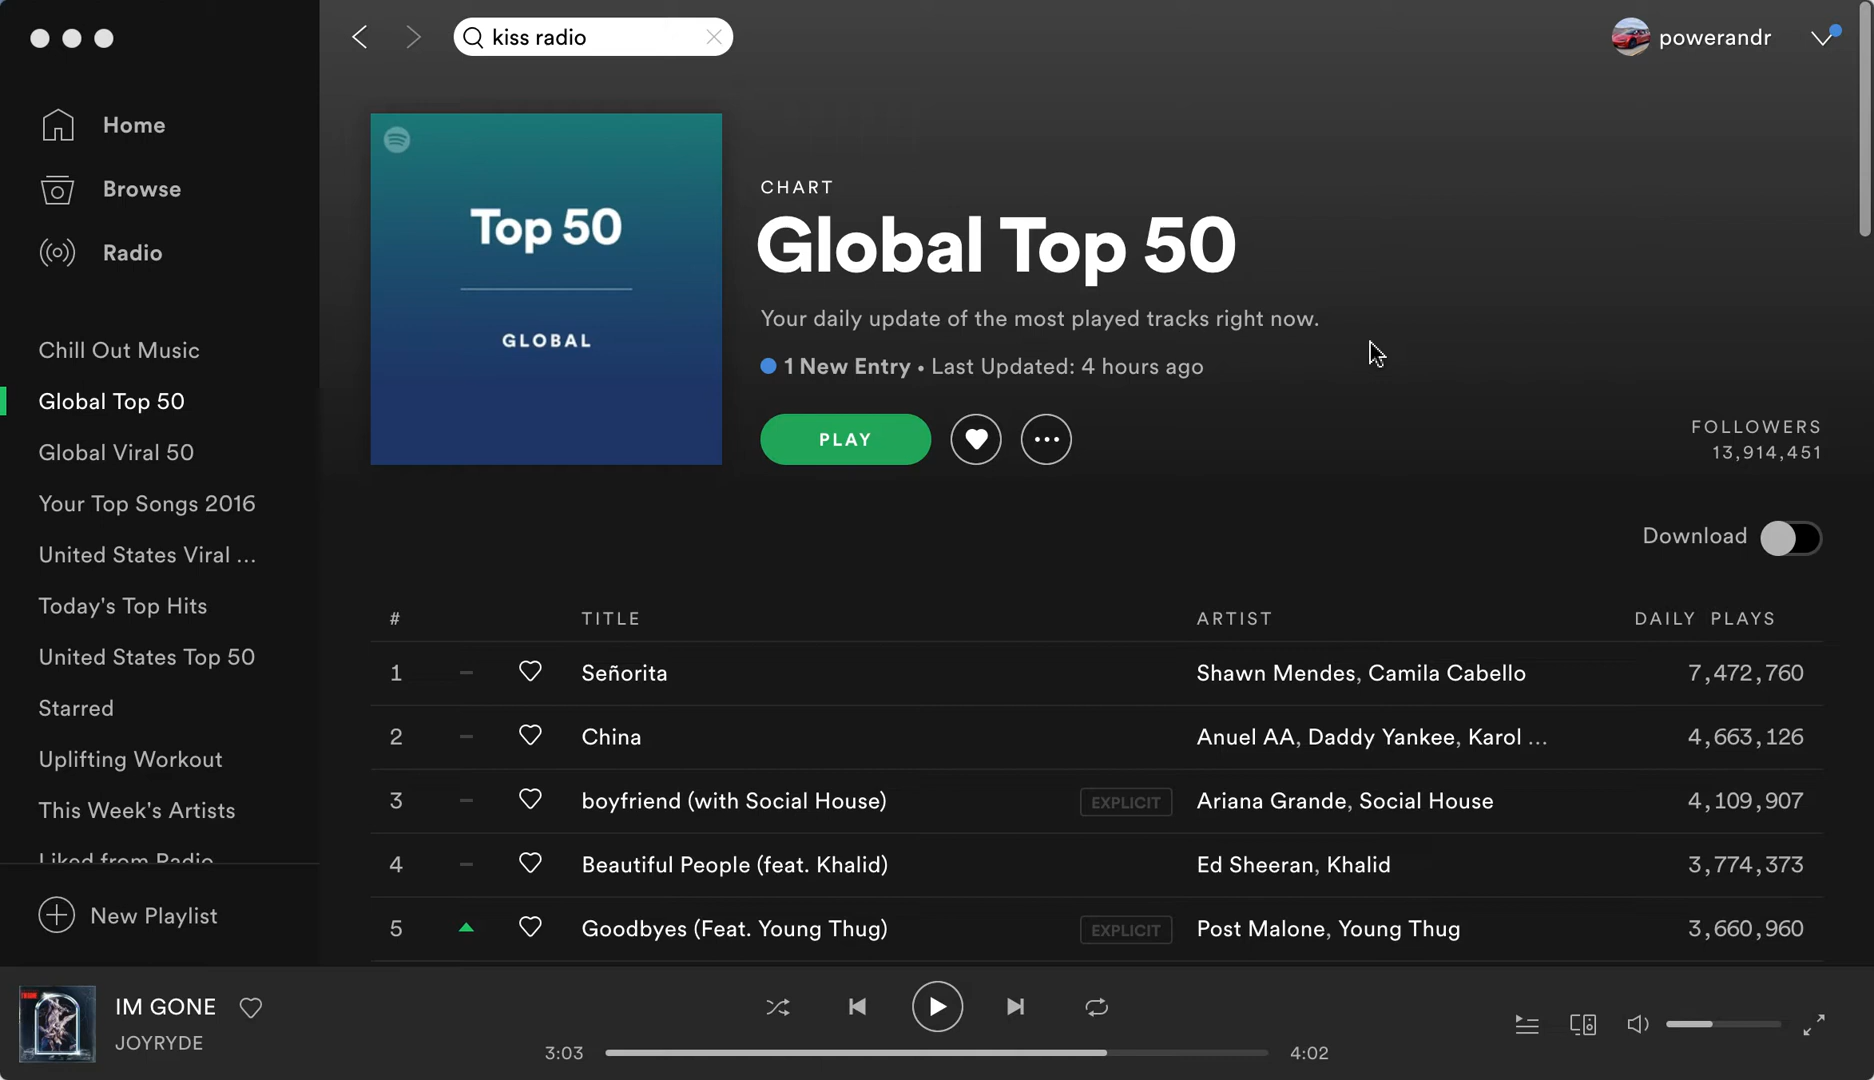 kiss radio
powerandr
Home
Browse
Radio
Chill Out Music
Global Top 50
Global Viral 50
Your Top Songs 2016
United States Viral ...
Today's Top Hits
United States Top 50
Starred
Uplifting Workout
This Week's Artists
Liked from Radio
New Playlist
Top 50
GLOBAL
CHART
Global Top 50
Your daily update of the most played tracks right now.
1 New Entry • Last Updated: 4 hours ago
PLAY
FOLLOWERS
13,914,451
Download
# TITLE ARTIST DAILY PLAYS
1 Señorita Shawn Mendes, Camila Cabello 7,472,760
2 China Anuel AA, Daddy Yankee, Karol ... 4,663,126
3 boyfriend (with Social House) EXPLICIT Ariana Grande, Social House 4,109,907
4 Beautiful People (feat. Khalid) Ed Sheeran, Khalid 3,774,373
5 Goodbyes (Feat. Young Thug) EXPLICIT Post Malone, Young Thug 3,660,960
IM GONE
JOYRYDE
3:03 4:02